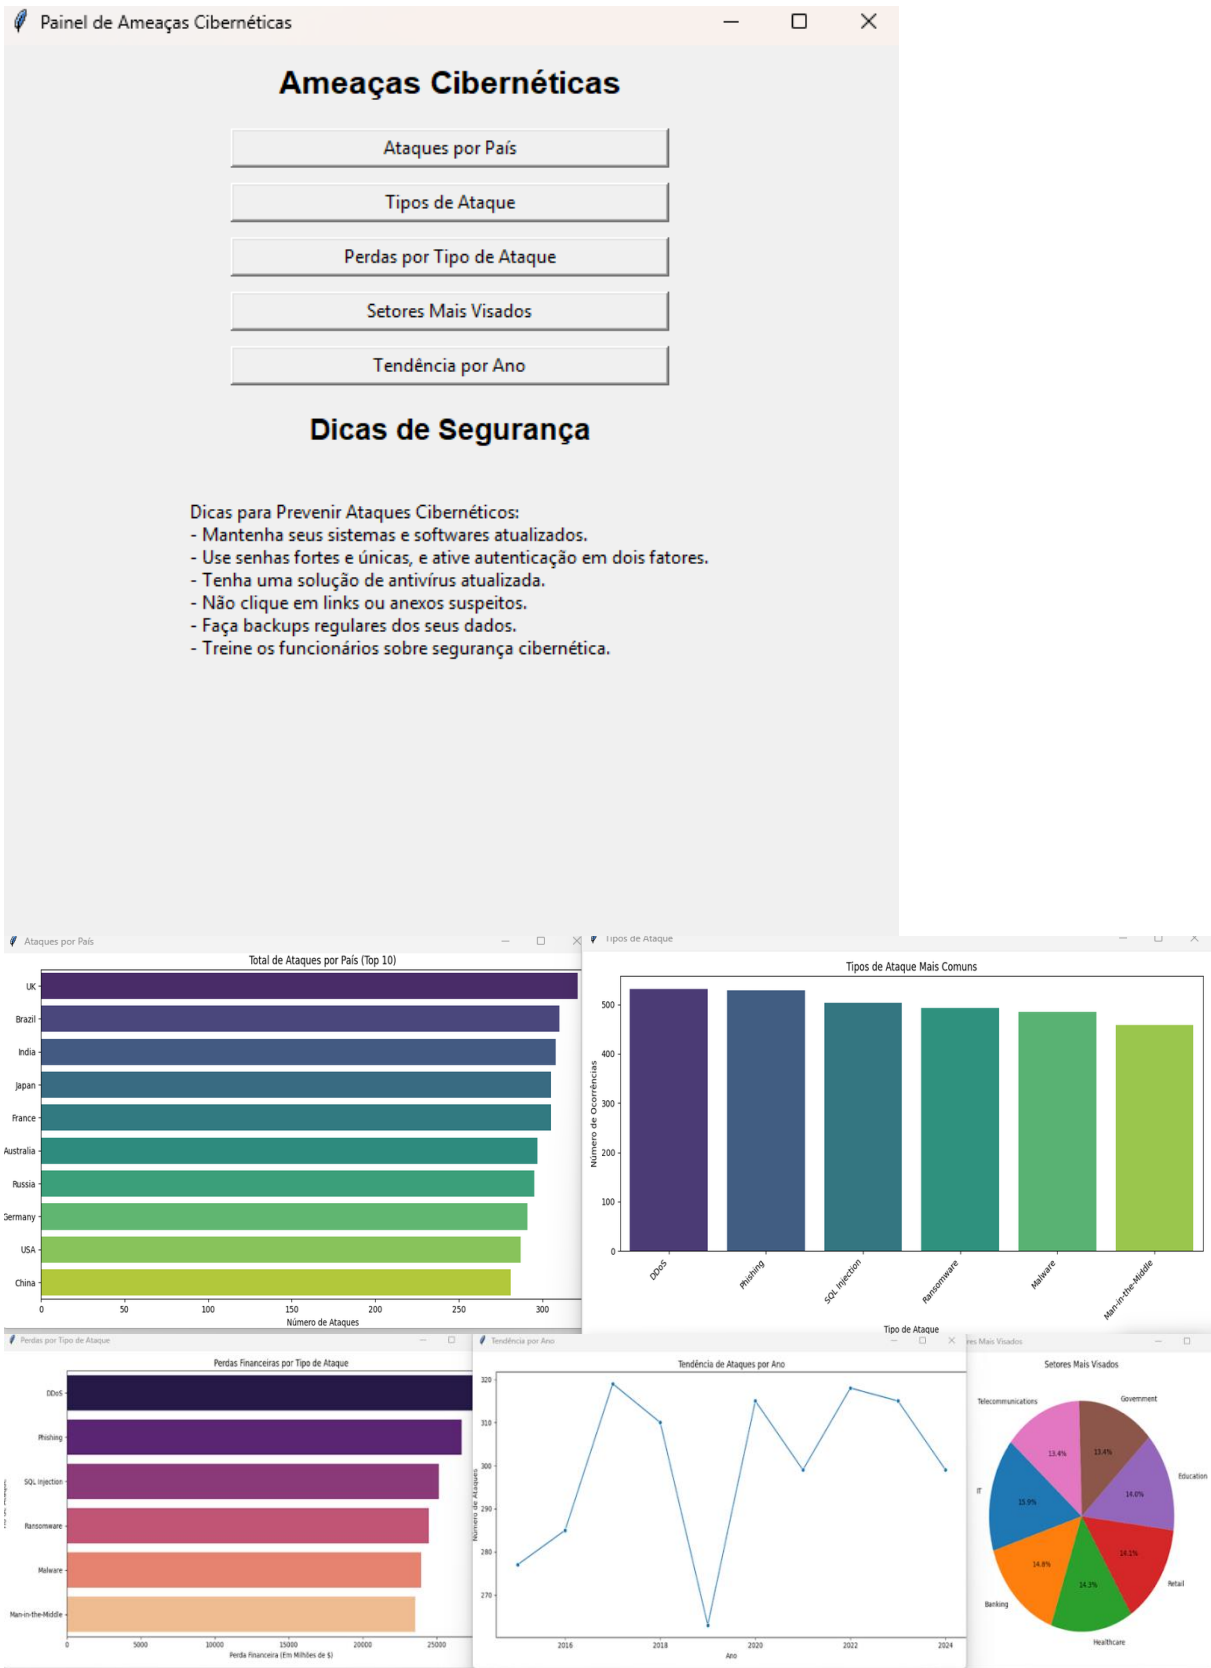 Painel de Ameaças Cibernéticas
Ameaças Cibernéticas
Ataques por País
Tipos de Ataque
Perdas por Tipo de Ataque
Setores Mais Visados
Tendência por Ano
Dicas de Segurança
Dicas para Prevenir Ataques Cibernéticos:
- Mantenha seus sistemas e softwares atualizados.
- Use senhas fortes e únicas, e ative autenticação em dois fatores.
- Tenha uma solução de antivírus atualizada.
- Não clique em links ou anexos suspeitos.
- Faça backups regulares dos seus dados.
- Treine os funcionários sobre segurança cibernética.
Ataques por País
Total de Ataques por País (Top 10)
UK
Brazil
India
Japan
France
Australia
Russia
Germany
USA
China
0 50 100 150 200 250 300
Número de Ataques
Tipos de Ataque
Tipos de Ataque Mais Comuns
Número de Ocorrências
500
400
300
200
100
0
DDoS
Phishing
SQL Injection
Ransomware
Malware
Man-in-the-Middle
Tipo de Ataque
Perdas por Tipo de Ataque
Perdas Financeiras por Tipo de Ataque
DDoS
Phishing
SQL Injection
Ransomware
Malware
Man-in-the-Middle
0 5000 10000 15000 20000 25000
Perda Financeira (Em Milhões de $)
Tendência por Ano
Tendência de Ataques por Ano
Número de Ataques
320
310
300
290
280
270
2016 2018 2020 2022 2024
Ano
res Mais Visados
Setores Mais Visados
Telecommunications
Government
Education
Retail
Healthcare
Banking
IT
13.4%
13.4%
14.0%
14.1%
14.3%
14.8%
15.9%